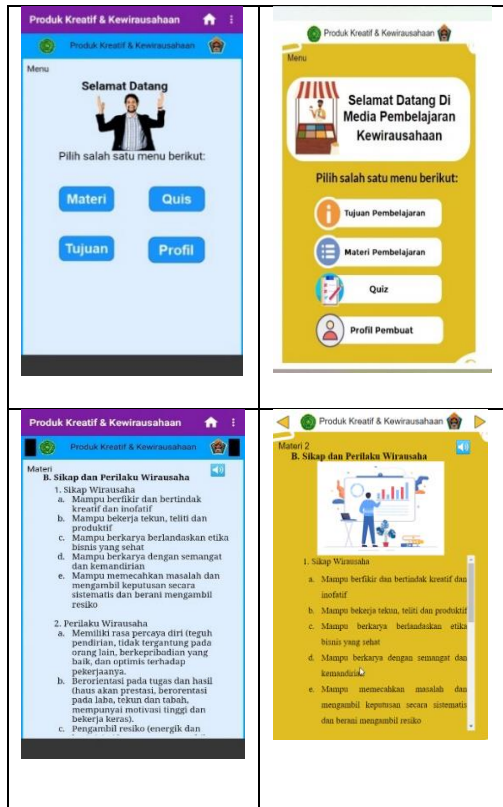 Produk Kreatif & Kewirausahaan
Produk Kreatif & Kewirausahaan
Menu
Selamat Datang
Pilih salah satu menu berikut:
Materi
Quis
Tujuan
Profil
Produk Kreatif & Kewirausahaan
Menu
Selamat Datang Di
Media Pembelajaran
Kewirausahaan
Pilih salah satu menu berikut:
Tujuan Pembelajaran
Materi Pembelajaran
Quiz
Profil Pembuat
Produk Kreatif & Kewirausahaan
Produk Kreatif & Kewirausahaan
Materi
B. Sikap dan Perilaku Wirausaha
1. Sikap Wirausaha
a. Mampu berfikir dan bertindak
kreatif dan inofatif
b. Mampu bekerja tekun, teliti dan
produktif
c. Mampu berkarya berlandaskan etika
bisnis yang sehat
d. Mampu berkarya dengan semangat
dan kemandirian
e. Mampu memecahkan masalah dan
mengambil keputusan secara
sistematis dan berani mengambil
resiko
2. Perilaku Wirausaha
a. Memiliki rasa percaya diri (teguh
pendirian, tidak tergantung pada
orang lain, berkepribadian yang
baik, dan optimis terhadap
pekerjaanya.
b. Berorientasi pada tugas dan hasil
(haus akan prestasi, berorentasi
pada laba, tekun dan tabah,
mempunyai motivasi tinggi dan
bekerja keras).
c. Pengambil resiko (energik dan
Produk Kreatif & Kewirausahaan
Materi 2
B. Sikap dan Perilaku Wirausaha
1. Sikap Wirausaha
a. Mampu berfikir dan bertindak kreatif dan
inofatif
b. Mampu bekerja tekun, teliti dan produktif
c. Mampu berkarya berlandaskan etika
bisnis yang sehat
d. Mampu berkarya dengan semangat dan
kemandirian
e. Mampu memecahkan masalah dan
mengambil keputusan secara sistematis
dan berani mengambil resiko